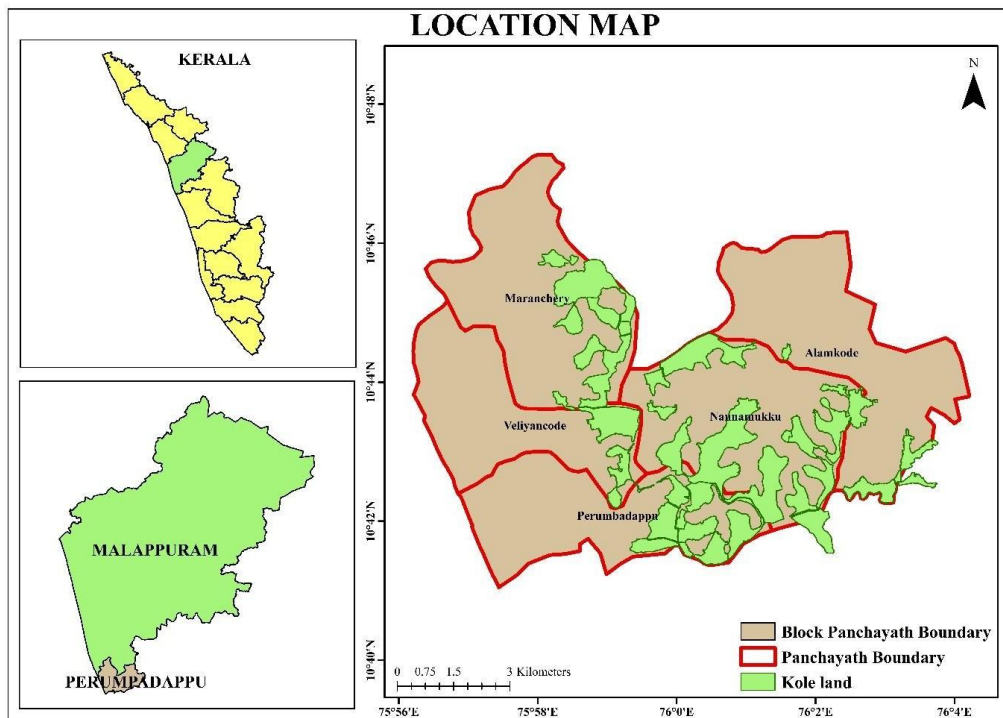 LOCATION MAP
KERALA
MALAPPURAM
PERUMPADAPPU
N
10°48'N
10°46'N
10°44'N
10°42'N
10°40'N
Maranchery
Alamkode
Veliyancode
Nannamukku
Perumbadappu
Block Panchayath Boundary
Panchayath Boundary
Kole land
0 0.75 1.5 3 Kilometers
75°56'E 75°58'E 76°0'E 76°2'E 76°4'E